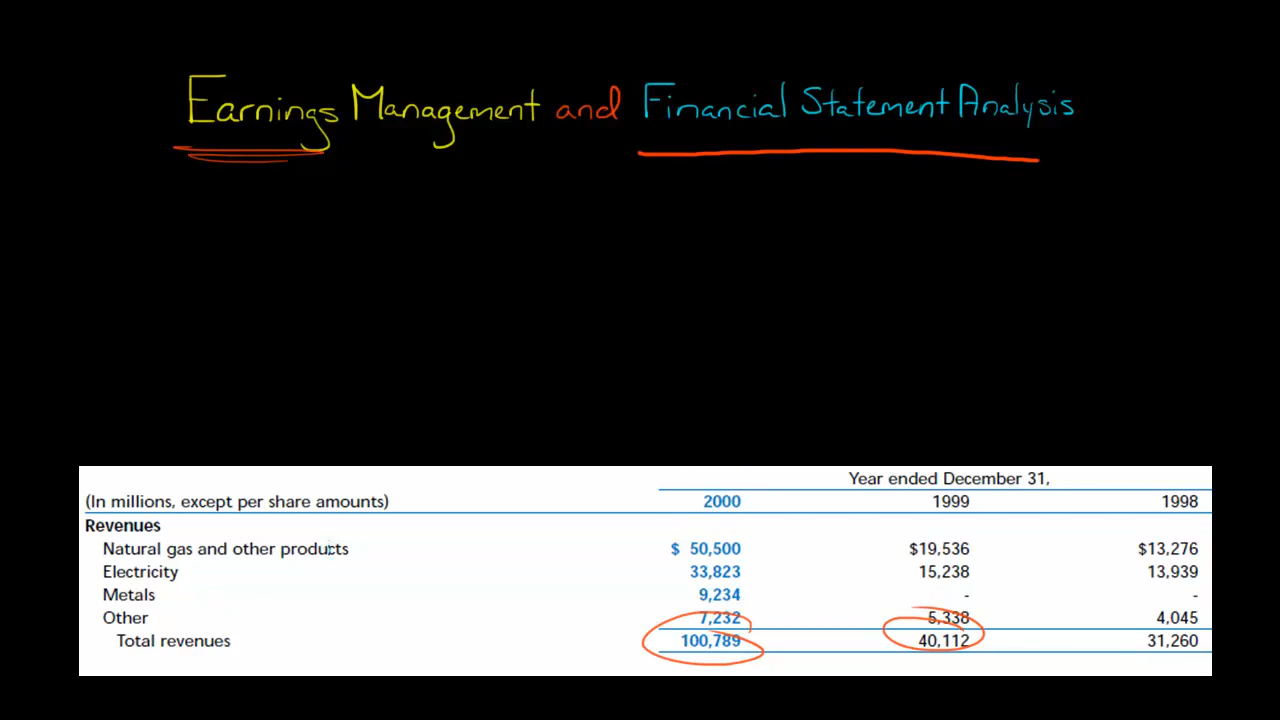 Earnings Management and Financial Statement Analysis
Year ended December 31,
(In millions, except per share amounts) 2000 1999 1998
Revenues
Natural gas and other products $ 50,500 $19,536 $13,276
Electricity 33,823 15,238 13,939
Metals 9,234 - -
Other 7,232 5,338 4,045
Total revenues 100,789 40,112 31,260